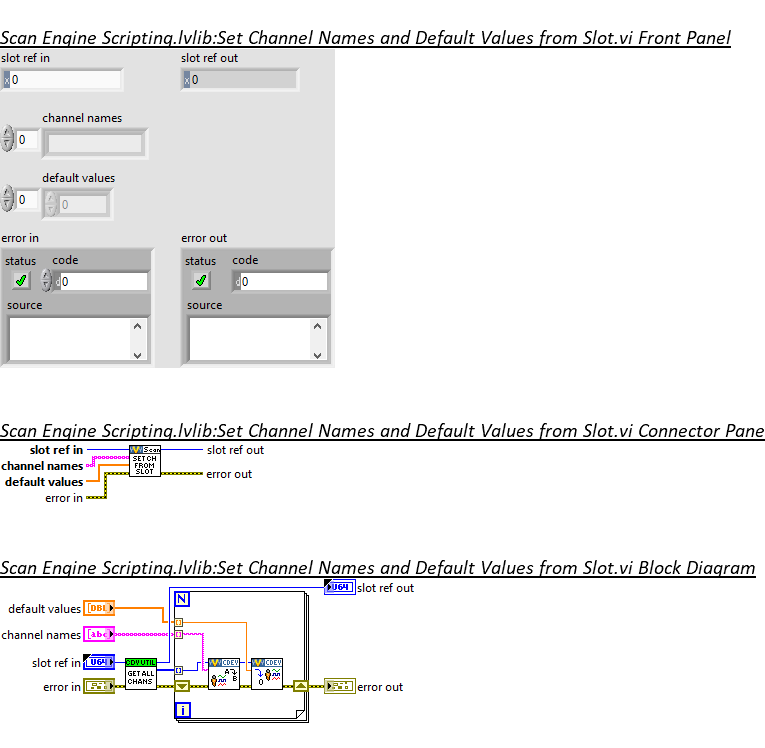 Scan Engine Scripting.lvlib:Set Channel Names and Default Values from Slot.vi Front Panel
slot ref in
slot ref out
x 0
x 0
channel names
0
default values
0
0
error in
error out
status
code
status
code
d 0
d 0
source
source
Scan Engine Scripting.lvlib:Set Channel Names and Default Values from Slot.vi Connector Pane
slot ref in
Scan
slot ref out
channel names
SET CH
FROM
SLOT
default values
error out
error in
Scan Engine Scripting.lvlib:Set Channel Names and Default Values from Slot.vi Block Diagram
U64
slot ref out
N
default values
[DBL]
channel names
[abc]
slot ref in
U64
CDV UTIL
GET ALL
CHANS
CDEV
A
B
CDEV
0
error in
error out
i